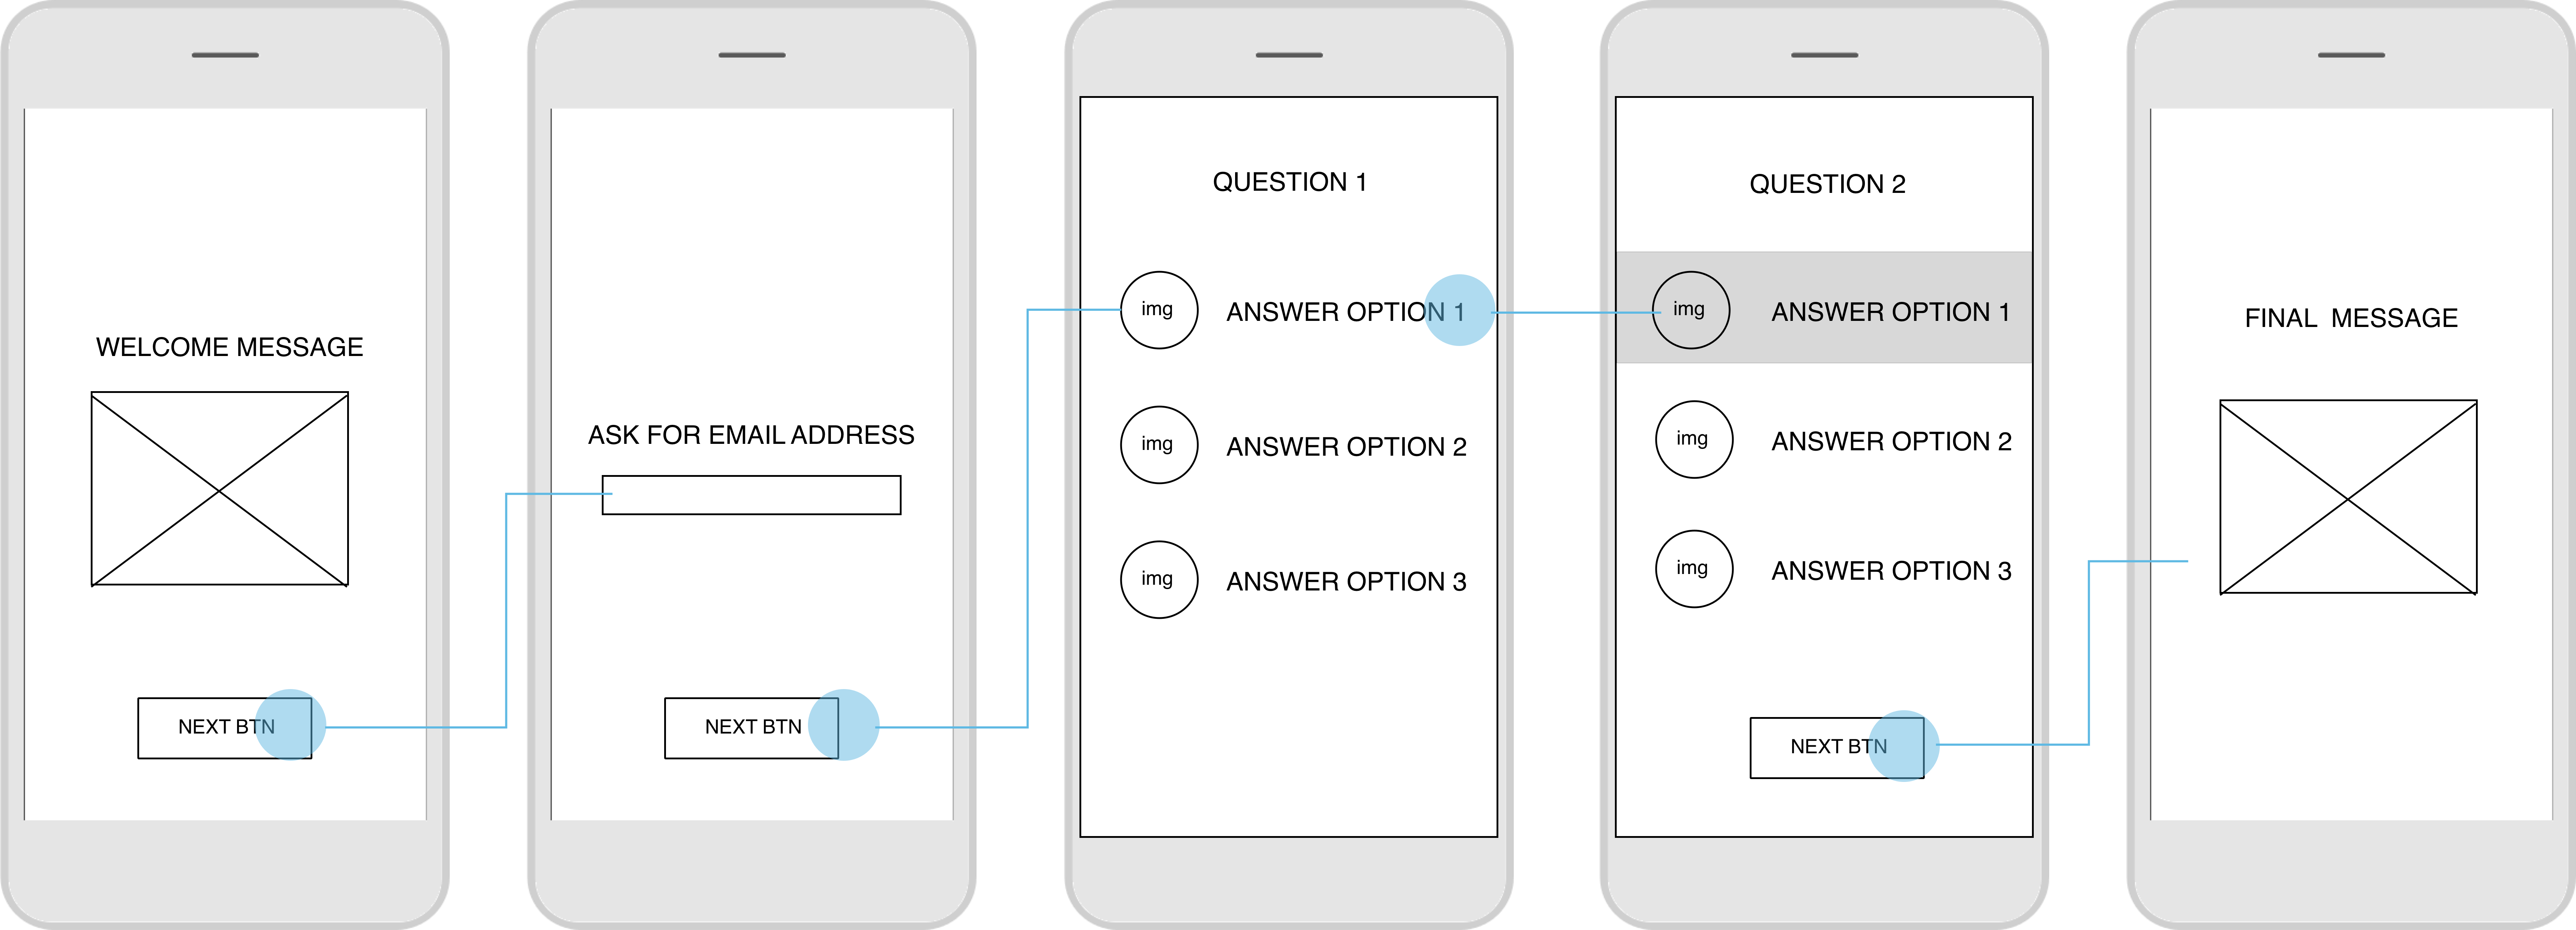 WELCOME MESSAGE
NEXT BTN
ASK FOR EMAIL ADDRESS
NEXT BTN
QUESTION 1
img ANSWER OPTION 1
img ANSWER OPTION 2
img ANSWER OPTION 3
QUESTION 2
img ANSWER OPTION 1
img ANSWER OPTION 2
img ANSWER OPTION 3
NEXT BTN
FINAL MESSAGE